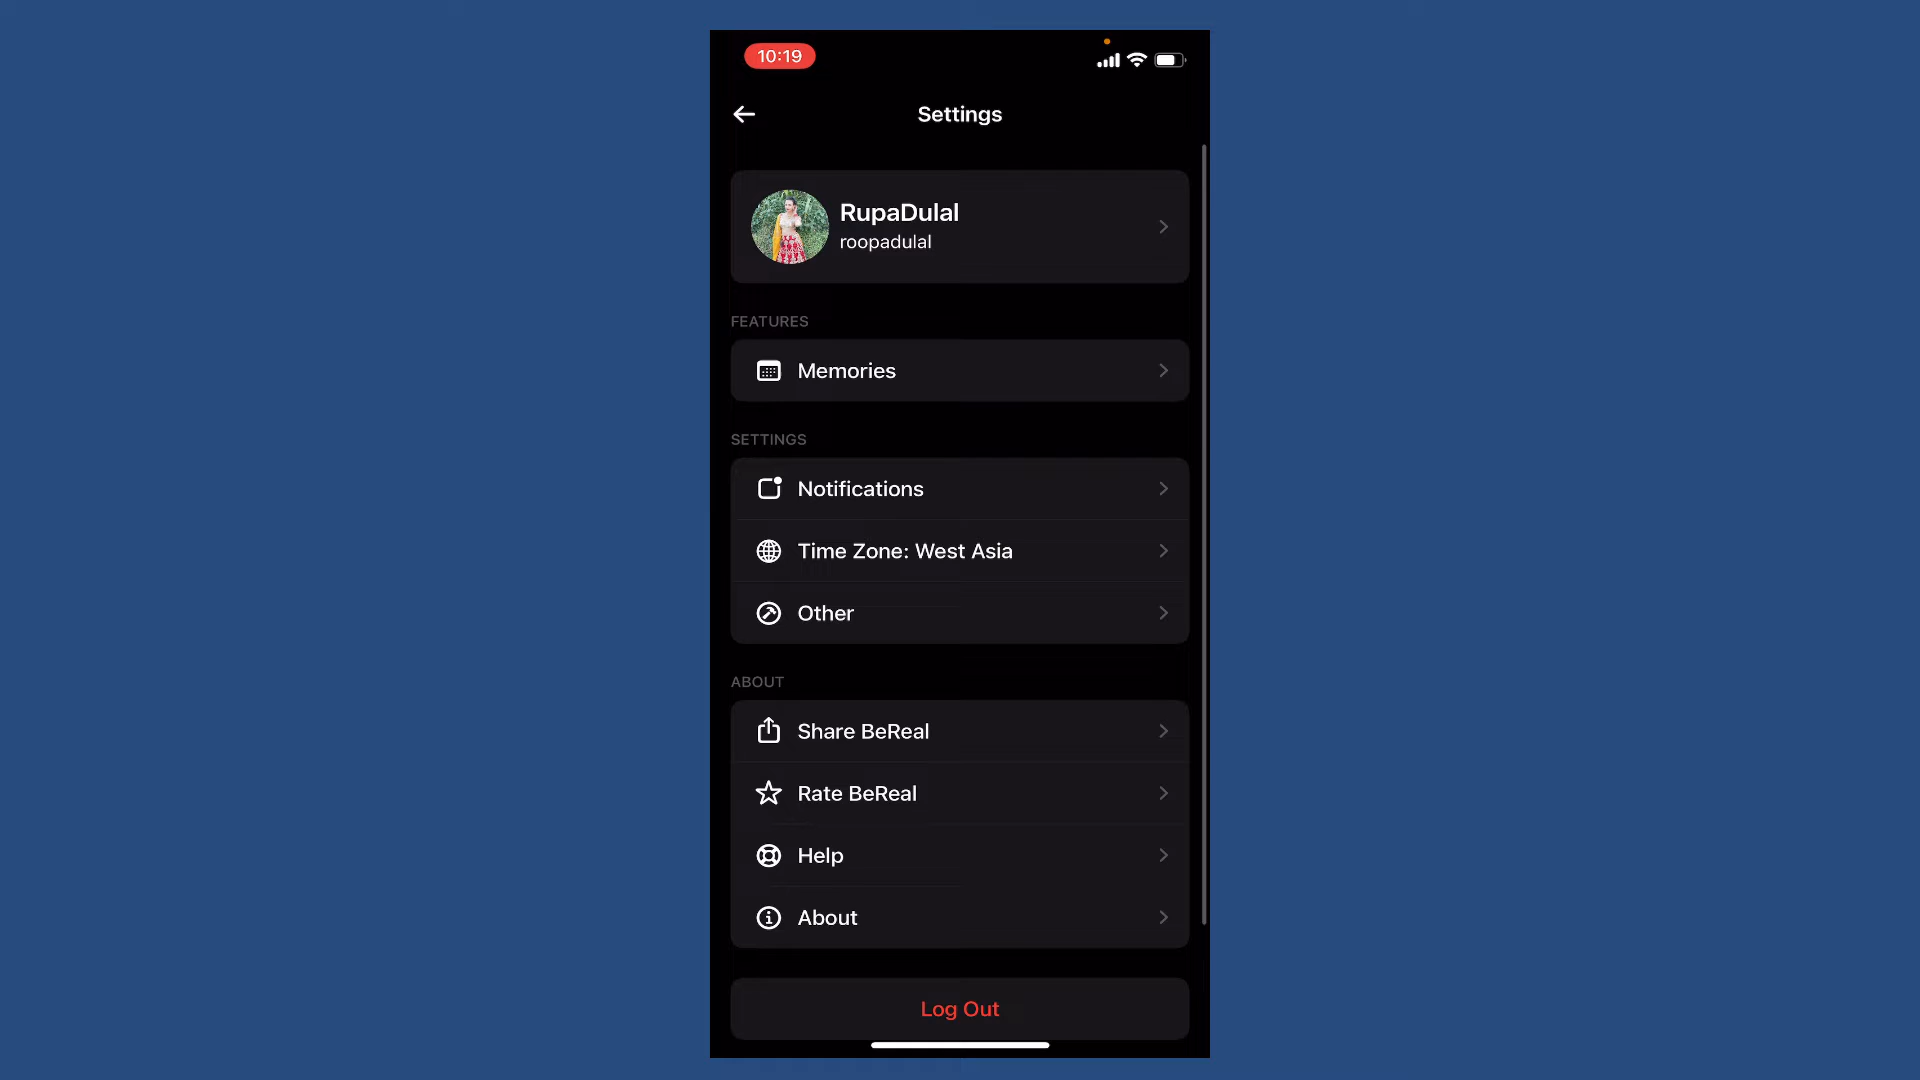 10:19
Settings
RupaDulal
roopadulal
FEATURES
Memories
SETTINGS
Notifications
Time Zone: West Asia
Other
ABOUT
Share BeReal
Rate BeReal
Help
About
Log Out